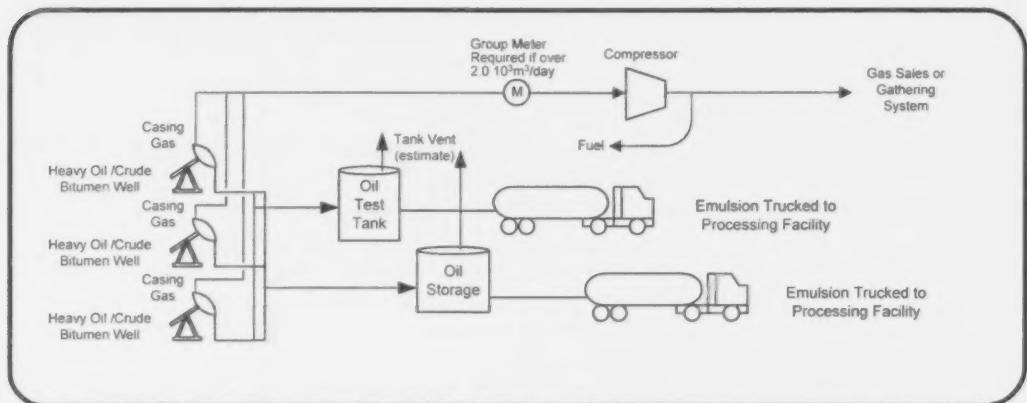 Group Meter
Required if over
2.0 10³m³/day
Compressor
M
Gas Sales or
Gathering
System
Fuel
Casing
Gas
Heavy Oil /Crude
Bitumen Well
Tank Vent
(estimate)
Oil
Test
Tank
Emulsion Trucked to
Processing Facility
Casing
Gas
Heavy Oil /Crude
Bitumen Well
Oil
Storage
Casing
Gas
Heavy Oil /Crude
Bitumen Well
Emulsion Trucked to
Processing Facility